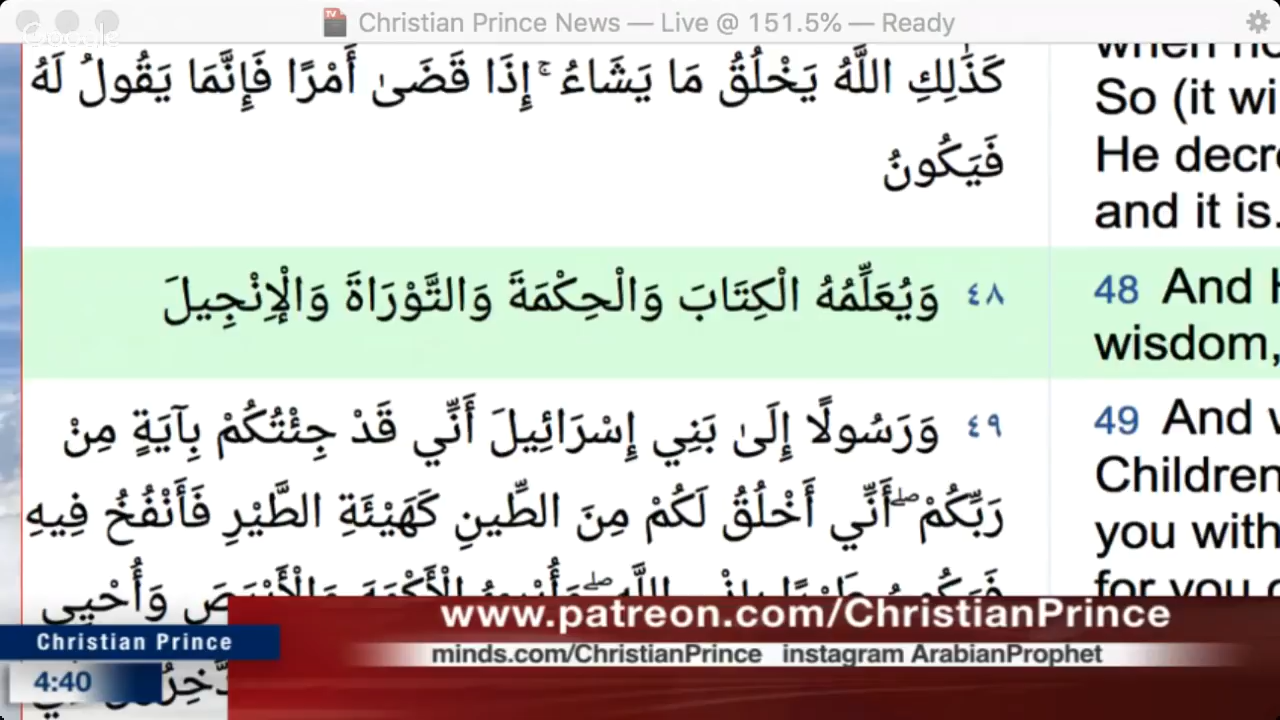 Christian Prince News — Live @ 151.5% — Ready
Google
كَذَٰلِكِ اللَّهُ يَخْلُقُ مَا يَشَاءُ ۚ إِذَا قَضَىٰ أَمْرًا فَإِنَّمَا يَقُولُ لَهُ
فَيَكُونُ
So (it wi
He decre
and it is.
٤٨ وَيُعَلِّمُهُ الْكِتَابَ وَالْحِكْمَةَ وَالتَّوْرَاةَ وَالْإِنْجِيلَ
48 And H
wisdom,
٤٩ وَرَسُولًا إِلَىٰ بَنِي إِسْرَائِيلَ أَنِّي قَدْ جِئْتُكُمْ بِآيَةٍ مِنْ
رَبِّكُمْ ۖ أَنِّي أَخْلُقُ لَكُمْ مِنَ الطِّينِ كَهَيْئَةِ الطَّيْرِ فَأَنْفُخُ فِيهِ
وَأُحْيِي
49 And v
Children
you with
www.patreon.com/ChristianPrince
Christian Prince
minds.com/ChristianPrince instagram ArabianProphet
4:40